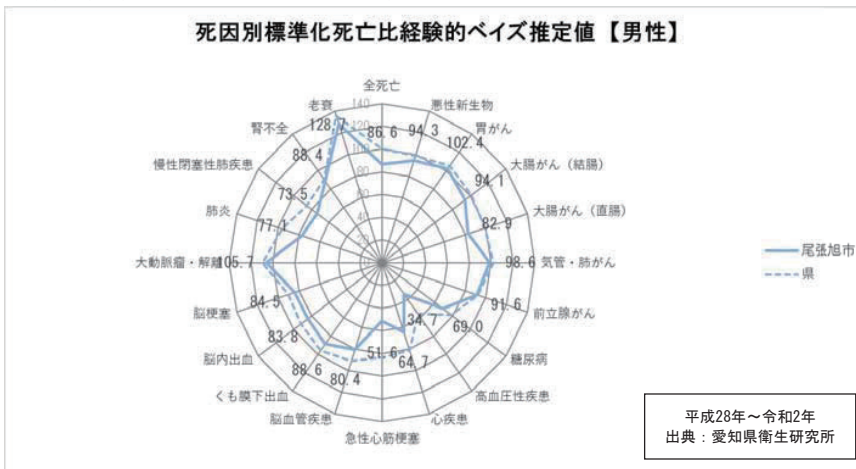 死因別標準化死亡比経験的ベイズ推定値【男性】
全死亡
悪性新生物
胃がん
大腸がん（結腸）
大腸がん（直腸）
気管・肺がん
前立腺がん
糖尿病
高血圧性疾患
心疾患
急性心筋梗塞
脳血管疾患
くも膜下出血
脳内出血
脳梗塞
大動脈瘤・解離
肺炎
慢性閉塞性肺疾患
腎不全
老衰
140
120
100
80
60
40
20
0
86.6
94.3
102.4
94.1
82.9
98.6
91.6
69.0
34.7
64.7
51.6
80.4
88.6
83.8
84.5
105.7
77.1
73.5
88.4
128.7
尾張旭市
県
平成28年～令和2年
出典：愛知県衛生研究所